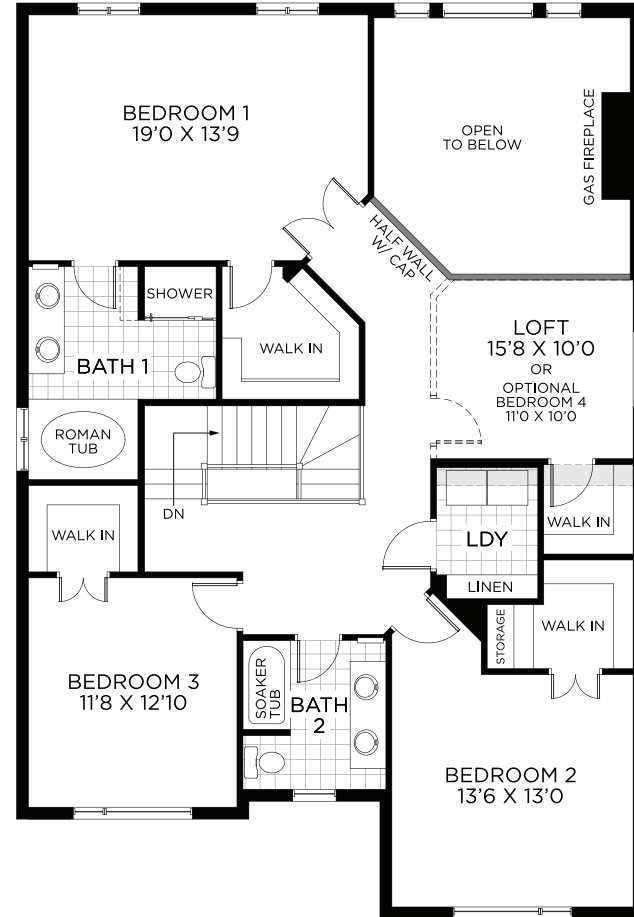 BEDROOM 1
19’0 X 13’9
OPEN
TO BELOW
GAS FIREPLACE
HALF WALL
W/ CAP
SHOWER
BATH 1
WALK IN
LOFT
15’8 X 10’0
OR
OPTIONAL
BEDROOM 4
11’0 X 10’0
ROMAN
TUB
DN
WALK IN
LDY
WALK IN
LINEN
STORAGE
WALK IN
BEDROOM 3
11’8 X 12’10
SOAKER
TUB
BATH
2
BEDROOM 2
13’6 X 13’0